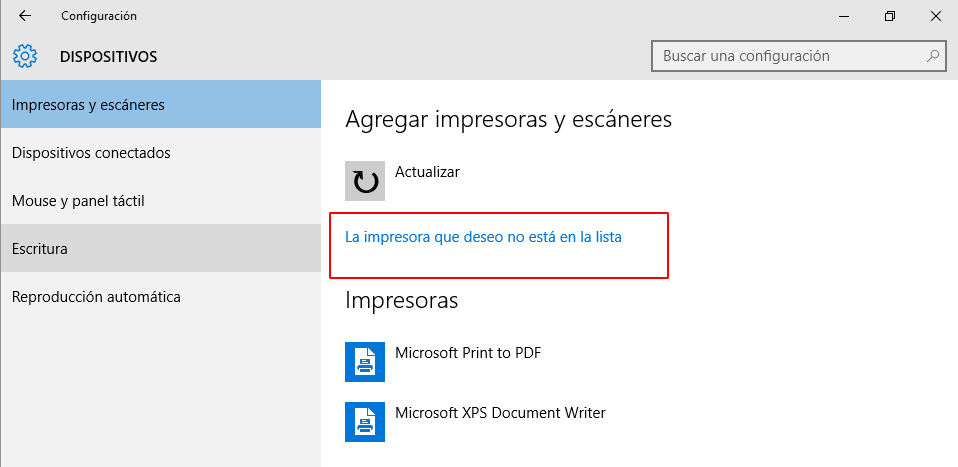 Configuración
DISPOSITIVOS
Buscar una configuración
Impresoras y escáneres
Dispositivos conectados
Mouse y panel táctil
Escritura
Reproducción automática
Agregar impresoras y escáneres
Actualizar
La impresora que deseo no está en la lista
Impresoras
Microsoft Print to PDF
Microsoft XPS Document Writer